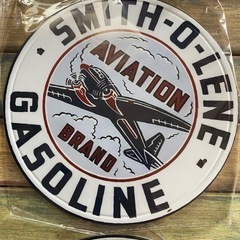 SMITH-O-LENE
AVIATION
BRAND
GASOLINE